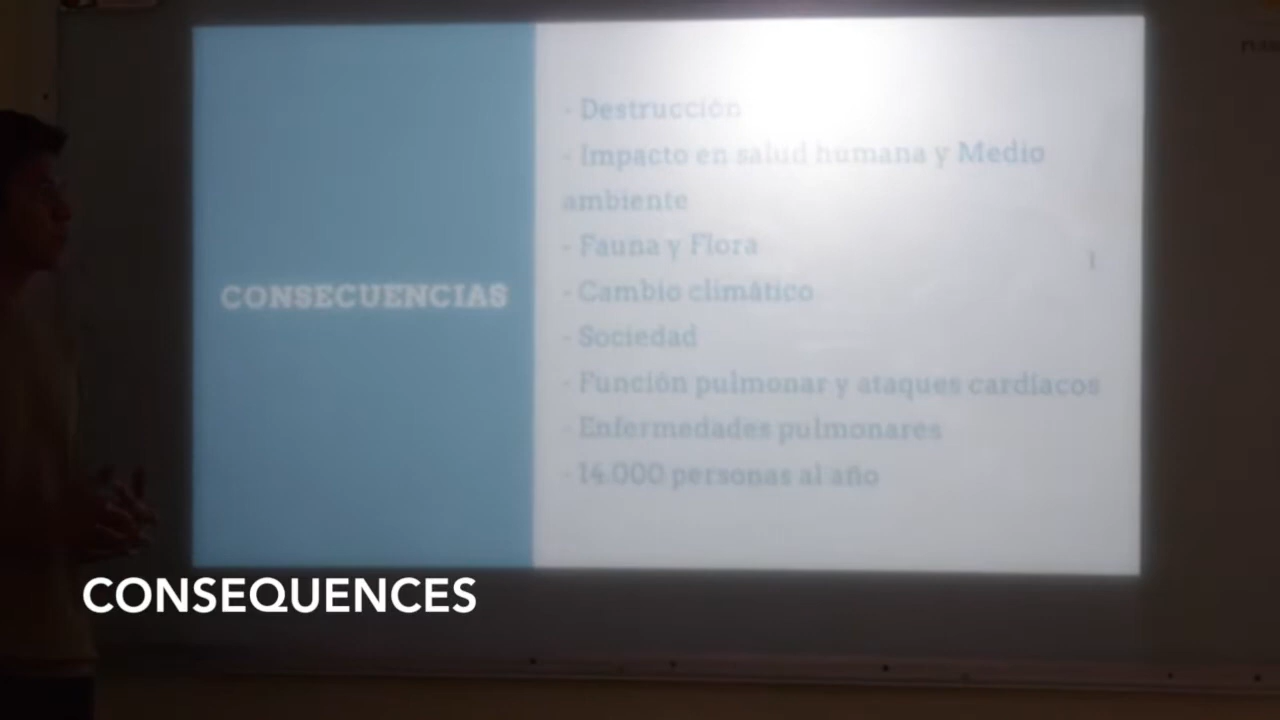 CONSECUENCIAS
- Destrucción
- Impacto en salud humana y Medio
ambiente
- Fauna y Flora
- Cambio climático
- Sociedad
- Función pulmonar y ataques cardíacos
- Enfermedades pulmonares
- 14.000 personas al año
CONSEQUENCES